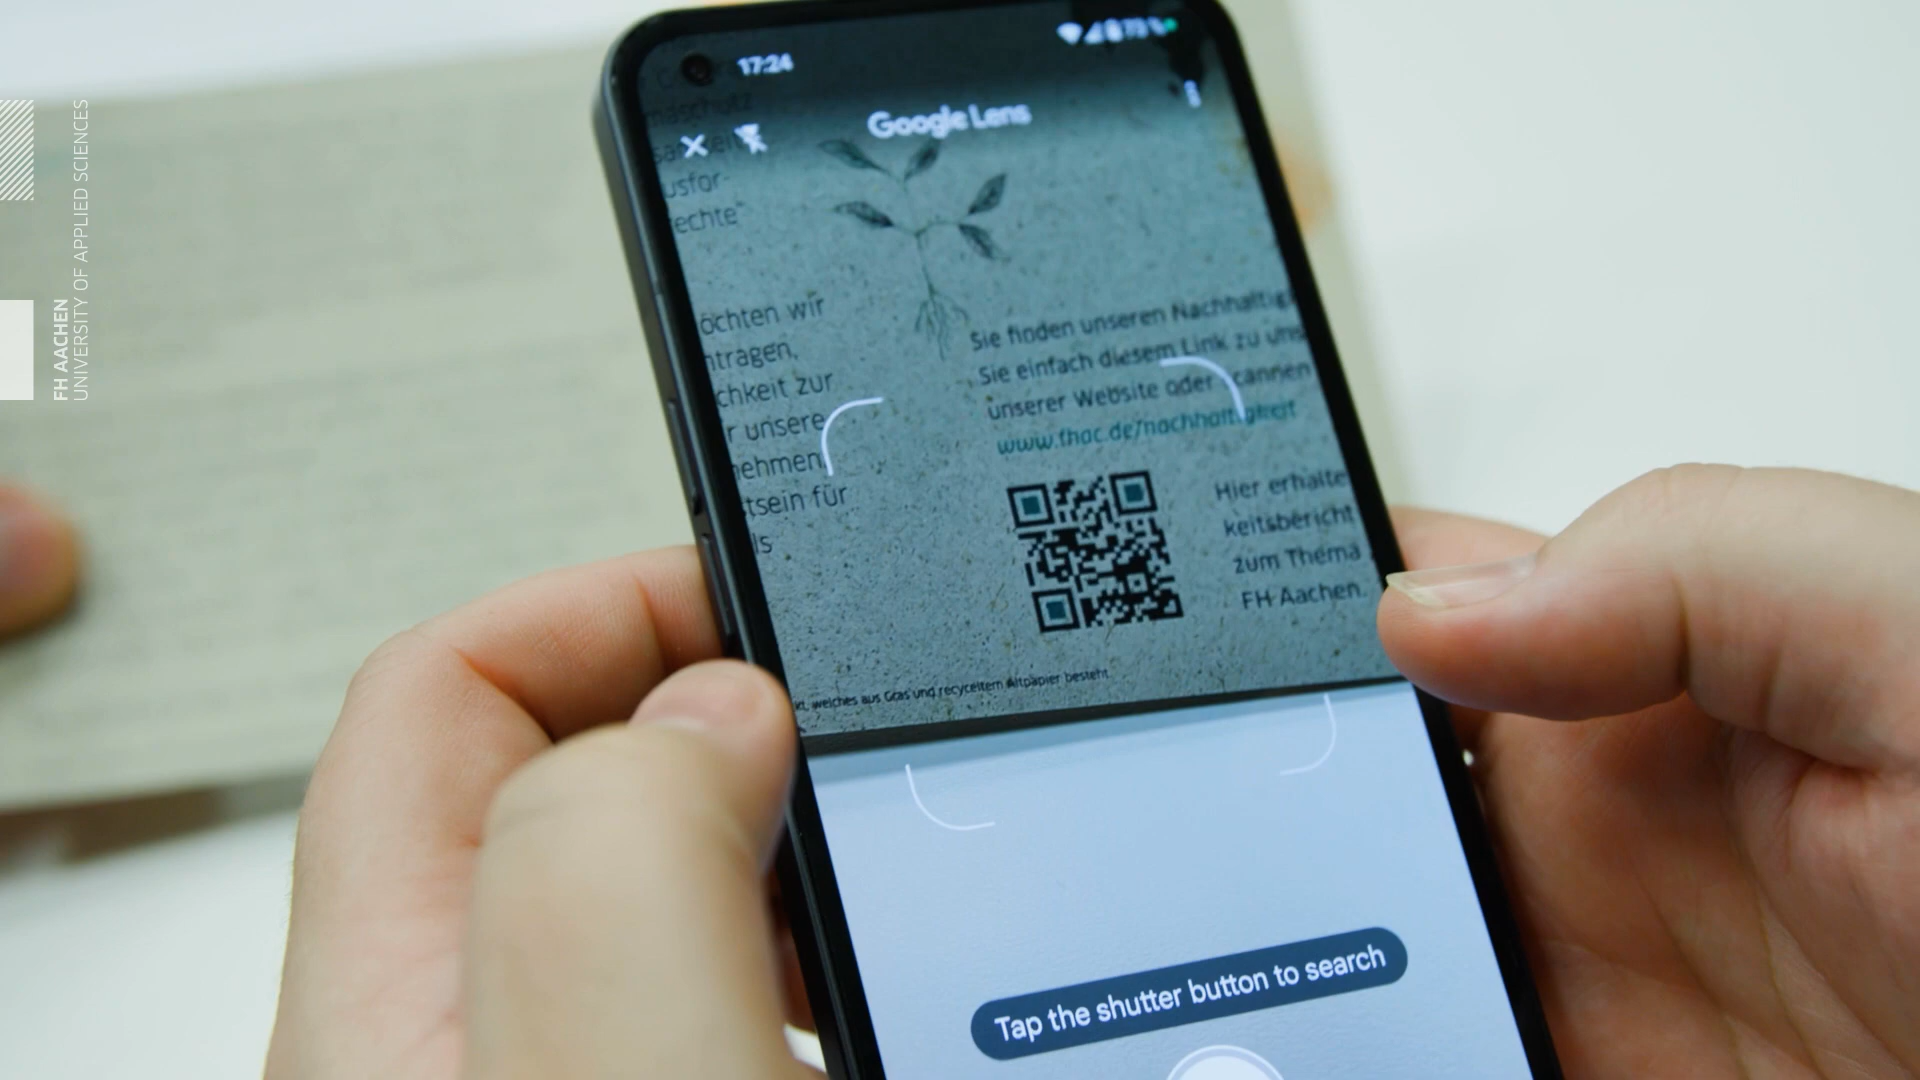 FH AACHEN
UNIVERSITY OF APPLIED SCIENCES
17:24
Google Lens
usfor-
echte"
öchten wir
ntragen,
chkeit zur
r unsere
nehmen,
tsein für
ls
Sie finden unseren Nachhaltig
Sie einfach diesem Link zu uns
unserer Website oder scannen
www.fhac.de/nachhaltigkeit
Hier erhalte
keitsbericht
zum Thema
FH Aachen.
welches aus Gras und recyceltem Altpapier besteht
Tap the shutter button to search